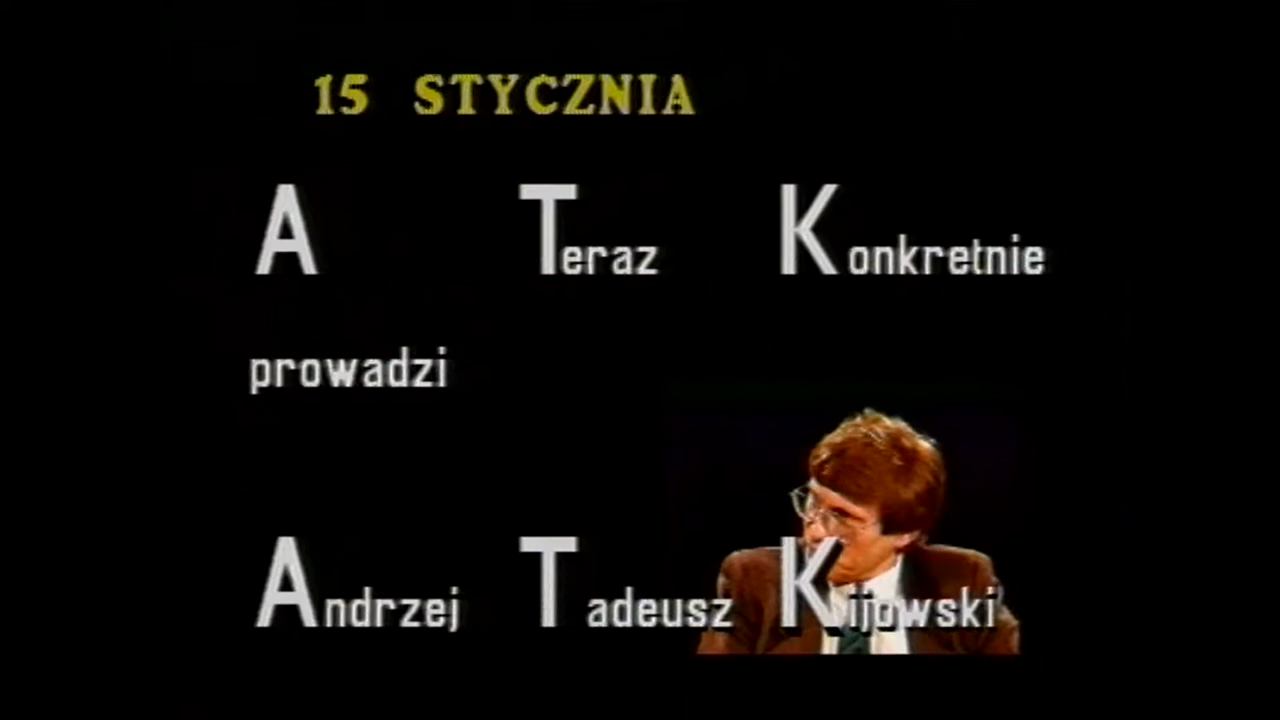 15 STYCZNIA
A Teraz Konkretnie
prowadzi
Andrzej Tadeusz Kijowski